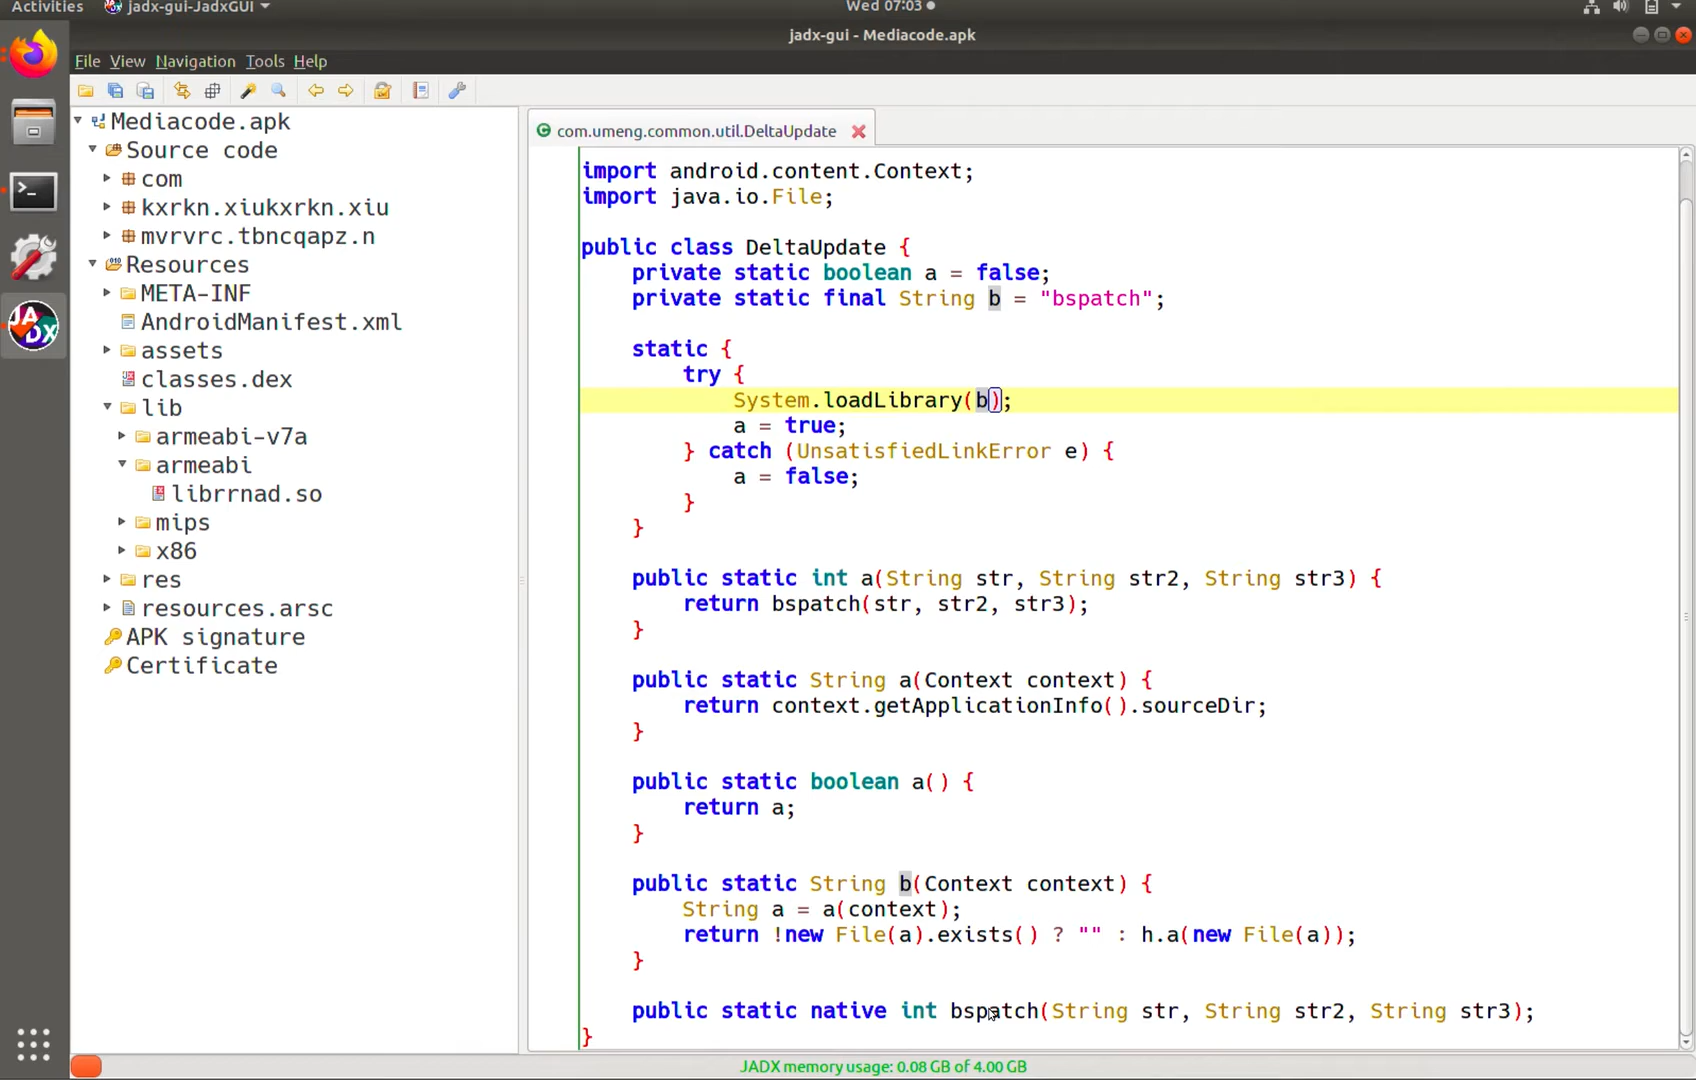 Activities jadx-gui-JadxGUI Wed 07:03
jadx-gui - Mediacode.apk
File View Navigation Tools Help
Mediacode.apk
Source code
com
kxrkn.xiukxrkn.xiu
mvrvrc.tbncqapz.n
Resources
META-INF
AndroidManifest.xml
assets
classes.dex
lib
armeabi-v7a
armeabi
librrnad.so
mips
x86
res
resources.arsc
APK signature
Certificate
com.umeng.common.util.DeltaUpdate
import android.content.Context;
import java.io.File;
public class DeltaUpdate {
private static boolean a = false;
private static final String b = "bspatch";
static {
try {
System.loadLibrary(b);
a = true;
} catch (UnsatisfiedLinkError e) {
a = false;
}
}
public static int a(String str, String str2, String str3) {
return bspatch(str, str2, str3);
}
public static String a(Context context) {
return context.getApplicationInfo().sourceDir;
}
public static boolean a() {
return a;
}
public static String b(Context context) {
String a = a(context);
return !new File(a).exists() ? "" : h.a(new File(a));
}
public static native int bspatch(String str, String str2, String str3);
}
JADX memory usage: 0.08 GB of 4.00 GB